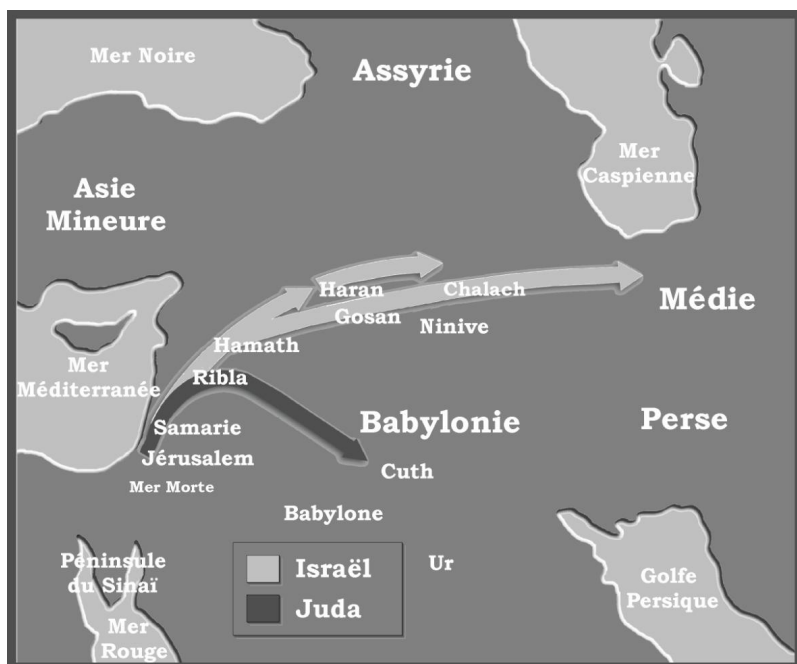 Mer Noire
Assyrie
Mer
Caspienne
Asie
Mineure
Haran
Chalach
Médie
Gosan
Ninive
Hamath
Mer
Méditerranée
Ribla
Samarie
Babylonie
Perse
Jérusalem
Cuth
Mer Morte
Babylone
Péninsule
du Sinaï
Israël
Ur
Golfe
Persique
Juda
Mer
Rouge